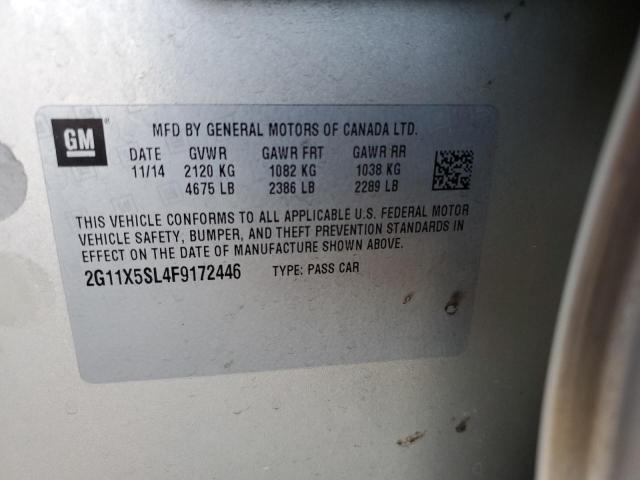 GM
MFD BY GENERAL MOTORS OF CANADA LTD.
DATE GVWR GAWR FRT GAWR RR
11/14 2120 KG 1082 KG 1038 KG
4675 LB 2386 LB 2289 LB
THIS VEHICLE CONFORMS TO ALL APPLICABLE U.S. FEDERAL MOTOR
VEHICLE SAFETY, BUMPER, AND THEFT PREVENTION STANDARDS IN
EFFECT ON THE DATE OF MANUFACTURE SHOWN ABOVE.
2G11X5SL4F9172446 TYPE: PASS CAR